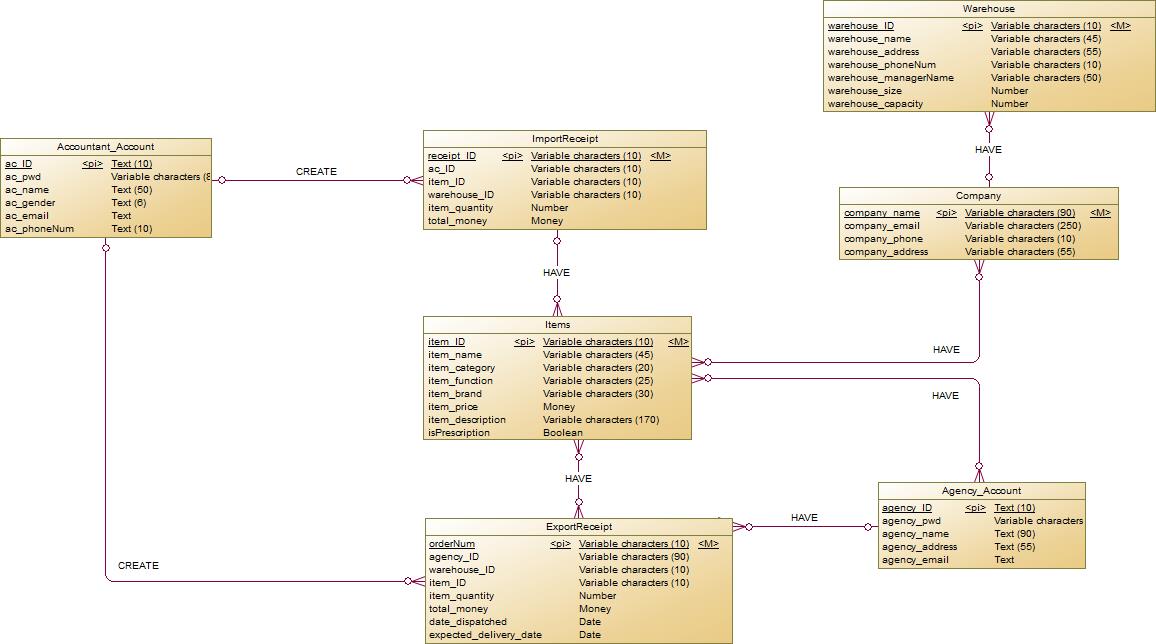 Warehouse
warehouse_ID <pi> Variable characters (10) <M>
warehouse_name Variable characters (45)
warehouse_address Variable characters (55)
warehouse_phoneNum Variable characters (10)
warehouse_managerName Variable characters (50)
warehouse_size Number
warehouse_capacity Number
HAVE
Accountant_Account
ac_ID <pi> Text (10)
ac_pwd Variable characters (8
ac_name Text (50)
ac_gender Text (6)
ac_email Text
ac_phoneNum Text (10)
CREATE
ImportReceipt
receipt_ID <pi> Variable characters (10) <M>
ac_ID Variable characters (10)
item_ID Variable characters (10)
warehouse_ID Variable characters (10)
item_quantity Number
total_money Money
Company
company_name <pi> Variable characters (90) <M>
company_email Variable characters (250)
company_phone Variable characters (10)
company_address Variable characters (55)
HAVE
Items
item_ID <pi> Variable characters (10) <M>
item_name Variable characters (45)
item_category Variable characters (20)
item_function Variable characters (25)
item_brand Variable characters (30)
item_price Money
item_description Variable characters (170)
isPrescription Boolean
HAVE
HAVE
HAVE
Agency_Account
agency_ID <pi> Text (10)
agency_pwd Variable characters
agency_name Text (90)
agency_address Text (55)
agency_email Text
HAVE
CREATE
ExportReceipt
orderNum <pi> Variable characters (10) <M>
agency_ID Variable characters (90)
warehouse_ID Variable characters (10)
item_ID Variable characters (10)
item_quantity Number
total_money Money
date_dispatched Date
expected_delivery_date Date